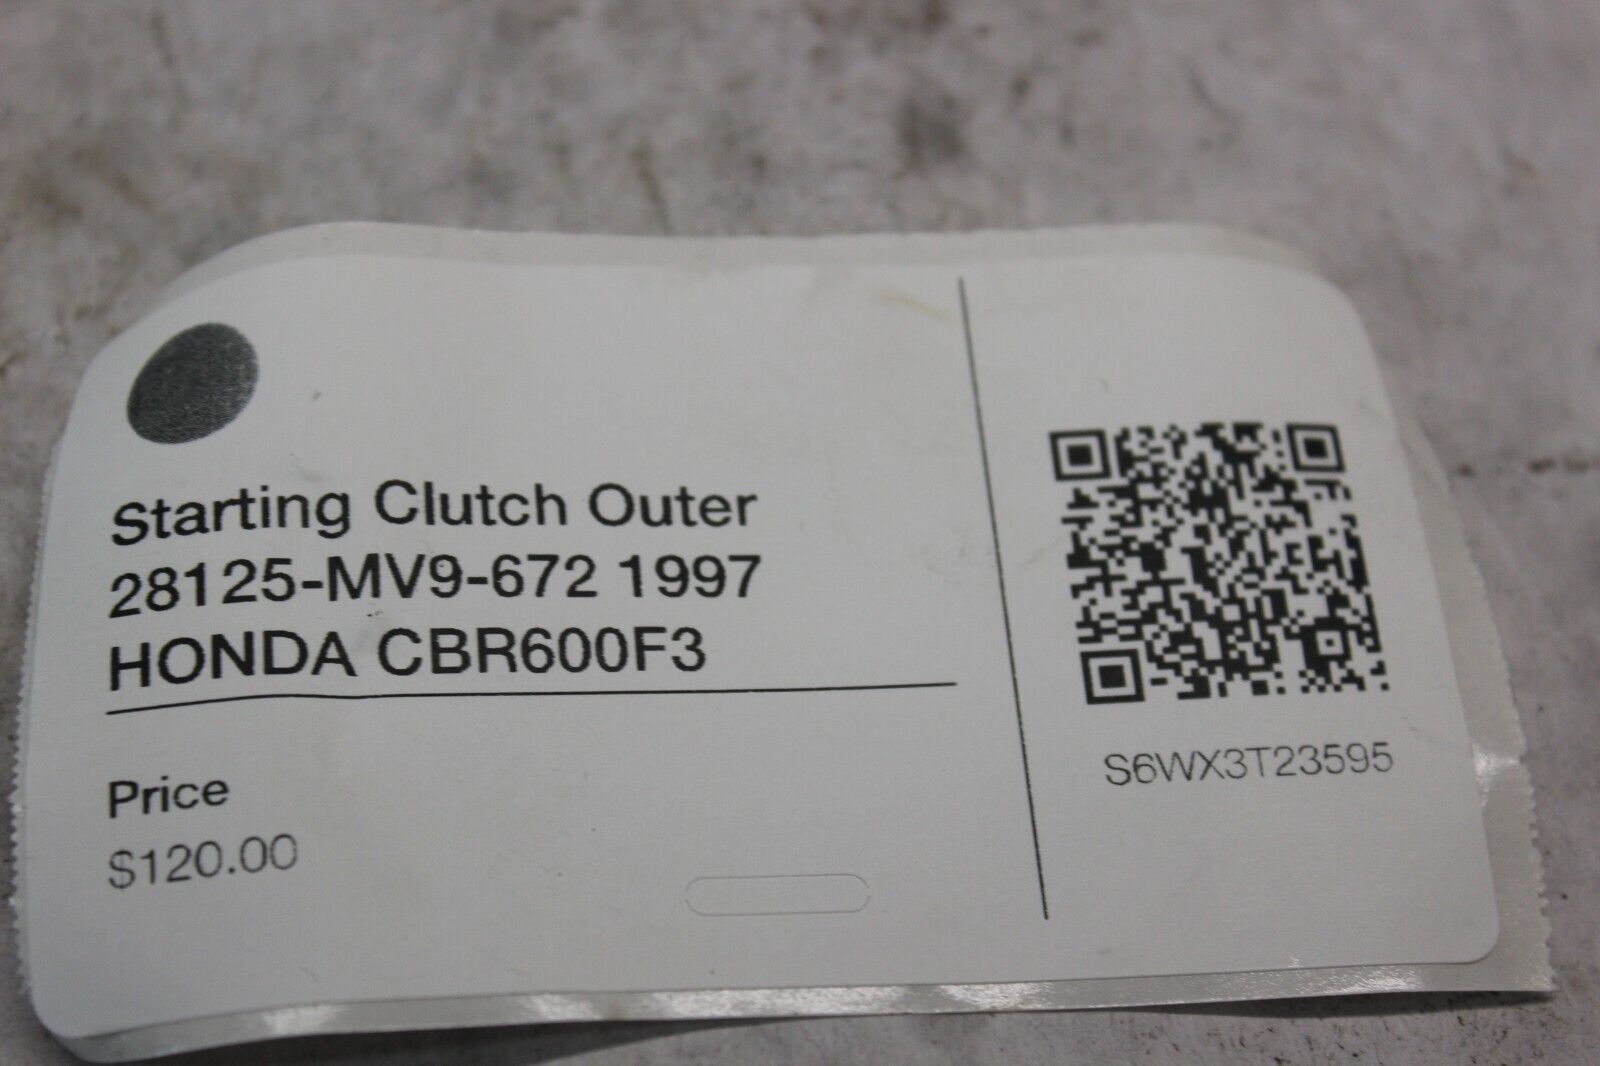 Starting Clutch Outer
28125-MV9-672 1997
HONDA CBR600F3
Price
$120.00
S6WX3T23595